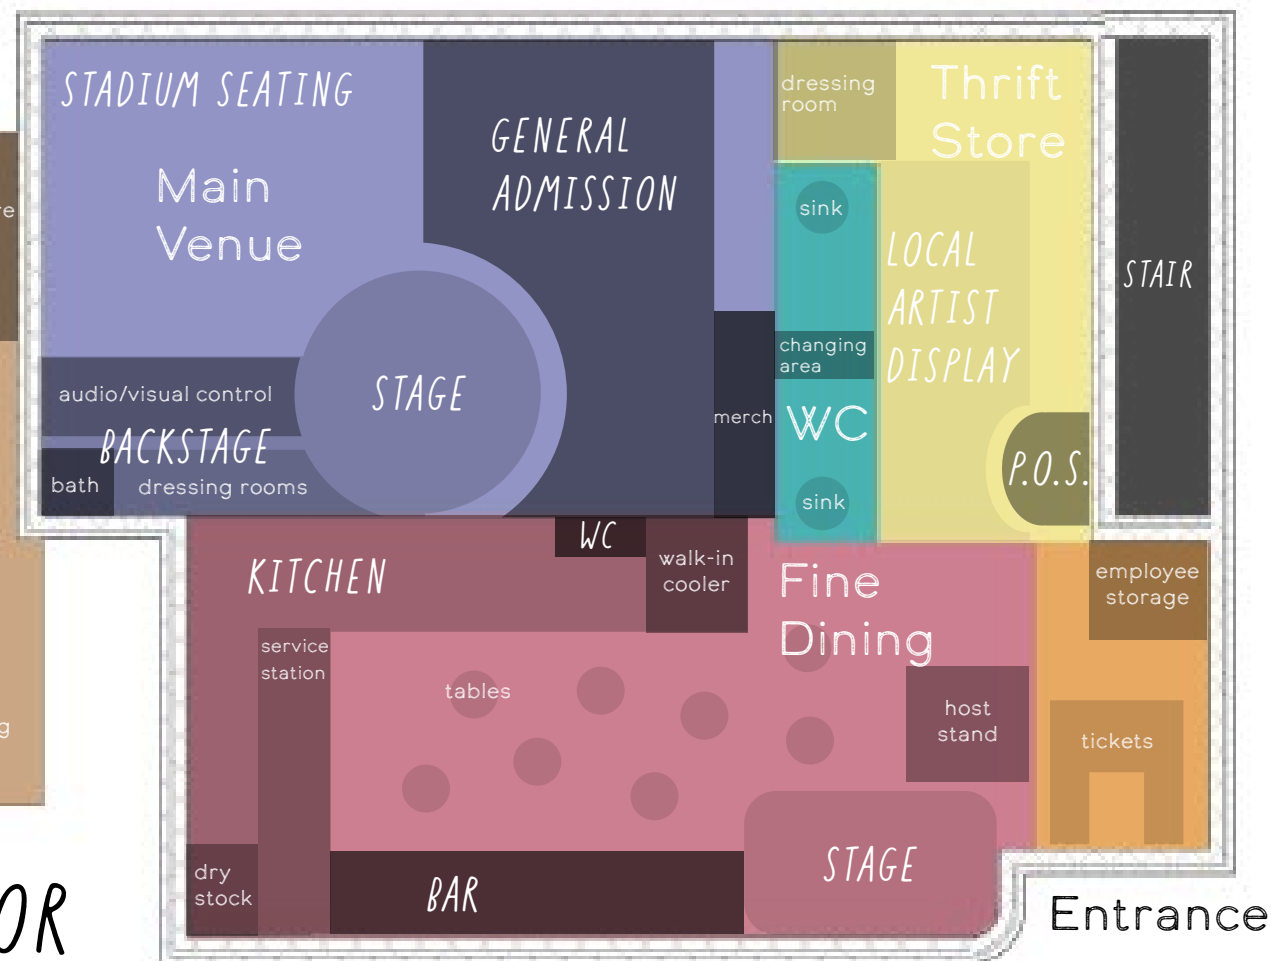 STADIUM SEATING
Main
Venue
GENERAL
ADMISSION
STAGE
audio/visual control
BACKSTAGE
bath
dressing rooms
merch
dressing
room
Thrift
Store
sink
LOCAL
ARTIST
DISPLAY
changing
area
WC
sink
P.O.S.
STAIR
KITCHEN
WC
walk-in
cooler
service
station
tables
Fine
Dining
host
stand
employee
storage
tickets
dry
stock
BAR
STAGE
Entrance
OR
re
g